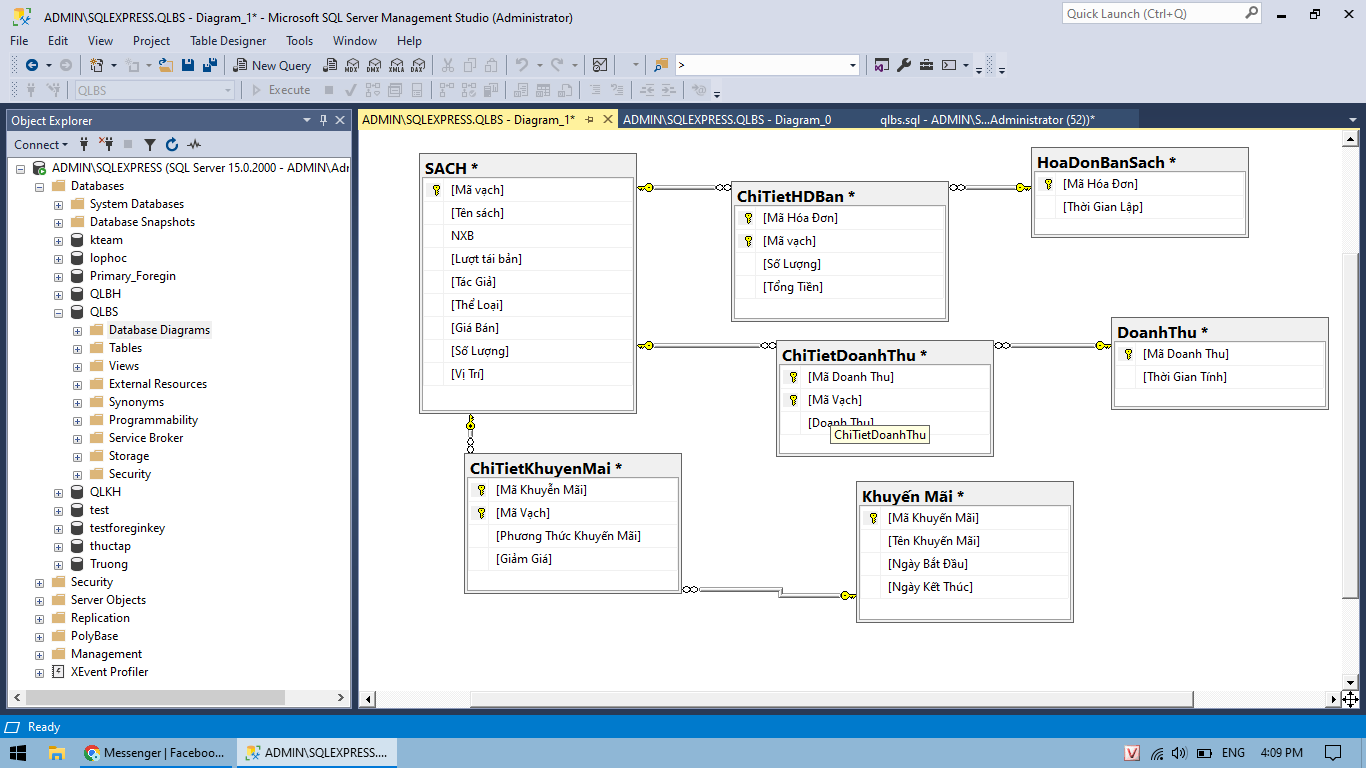 ADMIN\SQLEXPRESS.QLBS - Diagram_1* - Microsoft SQL Server Management Studio (Administrator)
Quick Launch (Ctrl+Q)
File Edit View Project Table Designer Tools Window Help
New Query MDX DMX XMLA DAX >
QLBS Execute
Object Explorer
Connect
ADMIN\SQLEXPRESS (SQL Server 15.0.2000 - ADMIN\Adr
Databases
System Databases
Database Snapshots
kteam
lophoc
Primary_Foregin
QLBH
QLBS
Database Diagrams
Tables
Views
External Resources
Synonyms
Programmability
Service Broker
Storage
Security
QLKH
test
testforeginkey
thuctap
Truong
Security
Server Objects
Replication
PolyBase
Management
XEvent Profiler
ADMIN\SQLEXPRESS.QLBS - Diagram_1* ADMIN\SQLEXPRESS.QLBS - Diagram_0 qlbs.sql - ADMIN\S...Administrator (52))*
SACH *
[Mã vạch]
[Tên sách]
NXB
[Lượt tái bản]
[Tác Giả]
[Thể Loại]
[Giá Bán]
[Số Lượng]
[Vị Trí]
ChiTietHDBan *
[Mã Hóa Đơn]
[Mã vạch]
[Số Lượng]
[Tổng Tiền]
HoaDonBanSach *
[Mã Hóa Đơn]
[Thời Gian Lập]
ChiTietDoanhThu *
[Mã Doanh Thu]
[Mã Vạch]
[Doanh Thu]
ChiTietDoanhThu
DoanhThu *
[Mã Doanh Thu]
[Thời Gian Tính]
ChiTietKhuyenMai *
[Mã Khuyễn Mãi]
[Mã Vạch]
[Phương Thức Khuyến Mãi]
[Giảm Giá]
Khuyến Mãi *
[Mã Khuyến Mãi]
[Tên Khuyến Mãi]
[Ngày Bắt Đầu]
[Ngày Kết Thúc]
Ready
Messenger | Faceboo... ADMIN\SQLEXPRESS.... V ENG 4:09 PM